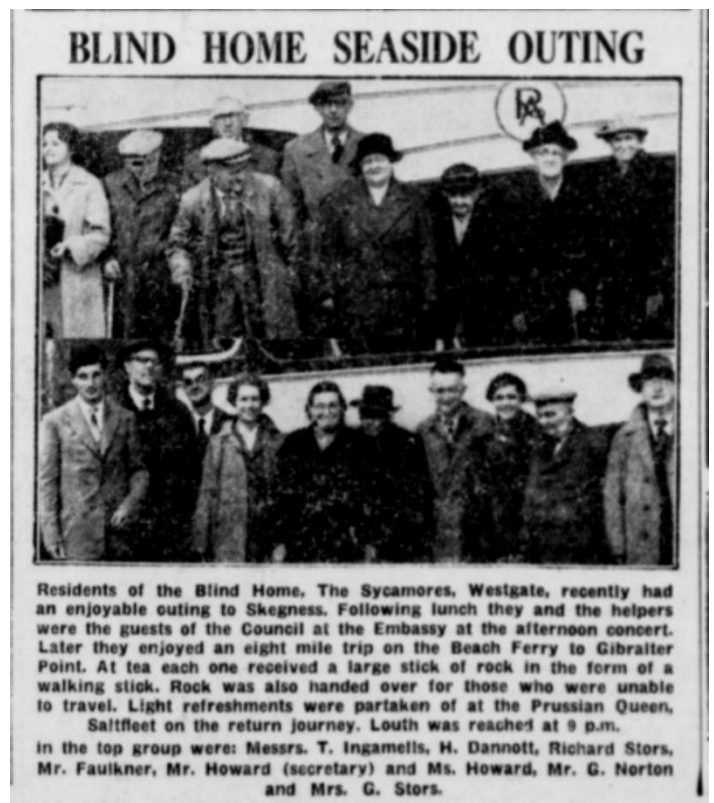 BLIND HOME SEASIDE OUTING
RA
Residents of the Blind Home, The Sycamores, Westgate, recently had
an enjoyable outing to Skegness. Following lunch they and the helpers
were the guests of the Council at the Embassy at the afternoon concert.
Later they enjoyed an eight mile trip on the Beach Ferry to Gibralter
Point. At tea each one received a large stick of rock in the form of a
walking stick. Rock was also handed over for those who were unable
to travel. Light refreshments were partaken of at the Prussian Queen,
Saltfleet on the return journey. Louth was reached at 9 p.m.
In the top group were: Messrs. T. Ingamells, H. Dannott, Richard Stors,
Mr. Faulkner, Mr. Howard (secretary) and Ms. Howard, Mr. G. Norton
and Mrs. G. Stors.